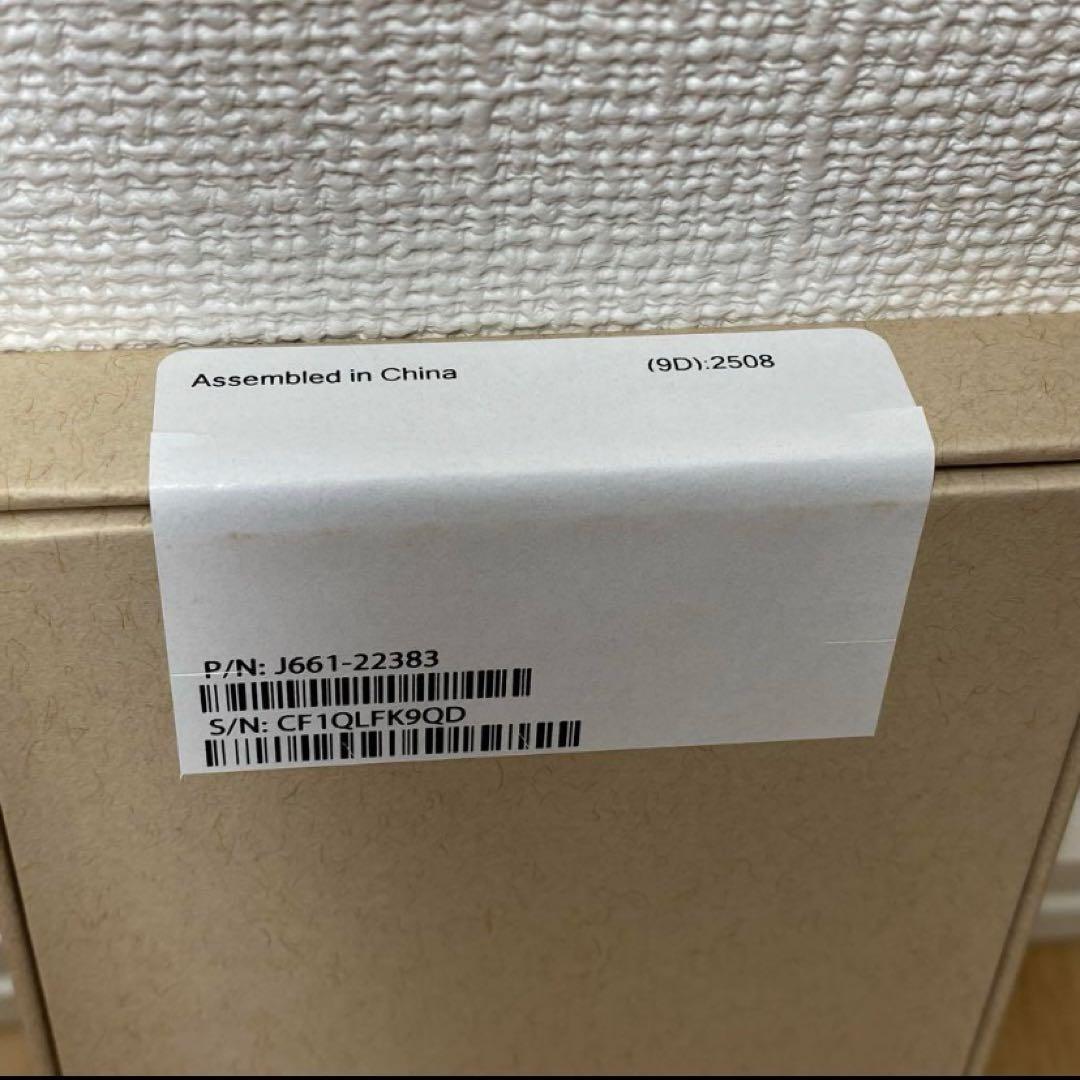 Assembled in China (9D):2508
P/N: J661-22383
S/N: CF1QLFK9QD